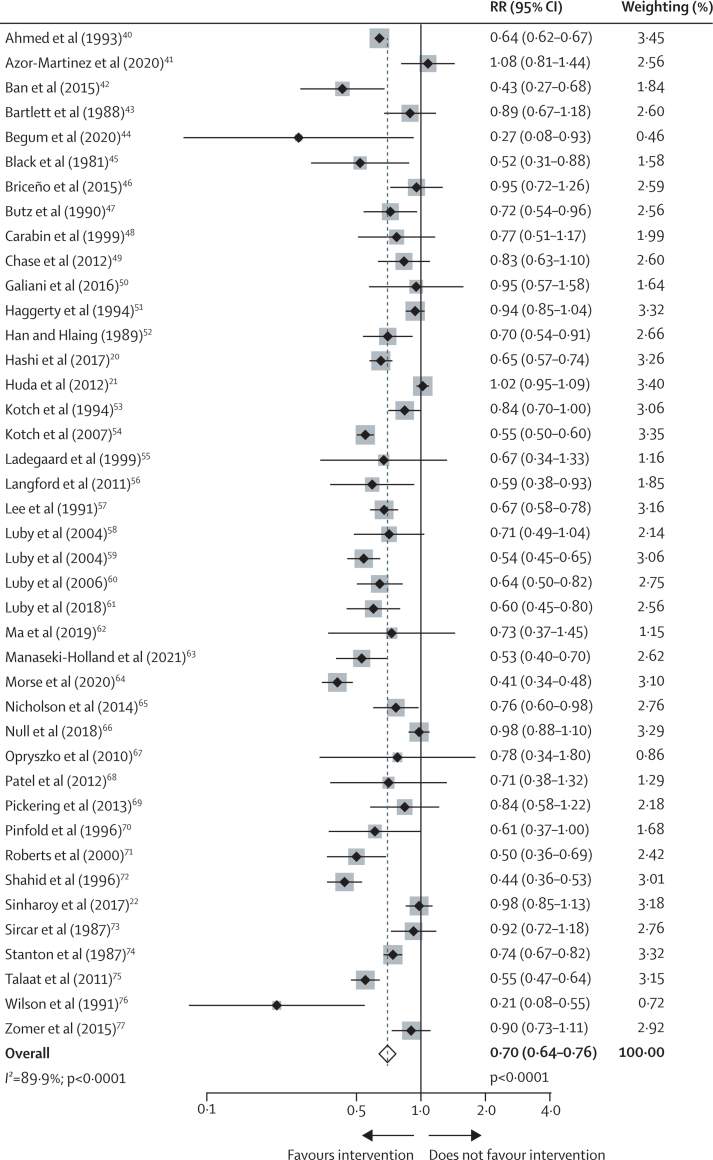 RR (95% CI) Weighting (%)
Ahmed et al (1993)⁴⁰ 0·64 (0·62–0·67) 3·45
Azor-Martinez et al (2020)⁴¹ 1·08 (0·81–1·44) 2·56
Ban et al (2015)⁴² 0·43 (0·27–0·68) 1·84
Bartlett et al (1988)⁴³ 0·89 (0·67–1·18) 2·60
Begum et al (2020)⁴⁴ 0·27 (0·08–0·93) 0·46
Black et al (1981)⁴⁵ 0·52 (0·31–0·88) 1·58
Briceño et al (2015)⁴⁶ 0·95 (0·72–1·26) 2·59
Butz et al (1990)⁴⁷ 0·72 (0·54–0·96) 2·56
Carabin et al (1999)⁴⁸ 0·77 (0·51–1·17) 1·99
Chase et al (2012)⁴⁹ 0·83 (0·63–1·10) 2·60
Galiani et al (2016)⁵⁰ 0·95 (0·57–1·58) 1·64
Haggerty et al (1994)⁵¹ 0·94 (0·85–1·04) 3·32
Han and Hlaing (1989)⁵² 0·70 (0·54–0·91) 2·66
Hashi et al (2017)²⁰ 0·65 (0·57–0·74) 3·26
Huda et al (2012)²¹ 1·02 (0·95–1·09) 3·40
Kotch et al (1994)⁵³ 0·84 (0·70–1·00) 3·06
Kotch et al (2007)⁵⁴ 0·55 (0·50–0·60) 3·35
Ladegaard et al (1999)⁵⁵ 0·67 (0·34–1·33) 1·16
Langford et al (2011)⁵⁶ 0·59 (0·38–0·93) 1·85
Lee et al (1991)⁵⁷ 0·67 (0·58–0·78) 3·16
Luby et al (2004)⁵⁸ 0·71 (0·49–1·04) 2·14
Luby et al (2004)⁵⁹ 0·54 (0·45–0·65) 3·06
Luby et al (2006)⁶⁰ 0·64 (0·50–0·82) 2·75
Luby et al (2018)⁶¹ 0·60 (0·45–0·80) 2·56
Ma et al (2019)⁶² 0·73 (0·37–1·45) 1·15
Manaseki-Holland et al (2021)⁶³ 0·53 (0·40–0·70) 2·62
Morse et al (2020)⁶⁴ 0·41 (0·34–0·48) 3·10
Nicholson et al (2014)⁶⁵ 0·76 (0·60–0·98) 2·76
Null et al (2018)⁶⁶ 0·98 (0·88–1·10) 3·29
Opryszko et al (2010)⁶⁷ 0·78 (0·34–1·80) 0·86
Patel et al (2012)⁶⁸ 0·71 (0·38–1·32) 1·29
Pickering et al (2013)⁶⁹ 0·84 (0·58–1·22) 2·18
Pinfold et al (1996)⁷⁰ 0·61 (0·37–1·00) 1·68
Roberts et al (2000)⁷¹ 0·50 (0·36–0·69) 2·42
Shahid et al (1996)⁷² 0·44 (0·36–0·53) 3·01
Sinharoy et al (2017)²² 0·98 (0·85–1·13) 3·18
Sircar et al (1987)⁷³ 0·92 (0·72–1·18) 2·76
Stanton et al (1987)⁷⁴ 0·74 (0·67–0·82) 3·32
Talaat et al (2011)⁷⁵ 0·55 (0·47–0·64) 3·15
Wilson et al (1991)⁷⁶ 0·21 (0·08–0·55) 0·72
Zomer et al (2015)⁷⁷ 0·90 (0·73–1·11) 2·92
Overall 0·70 (0·64–0·76) 100·00
I²=89·9%; p<0·0001 p<0·0001
0·1 0·5 1·0 2·0 4·0
Favours intervention Does not favour intervention